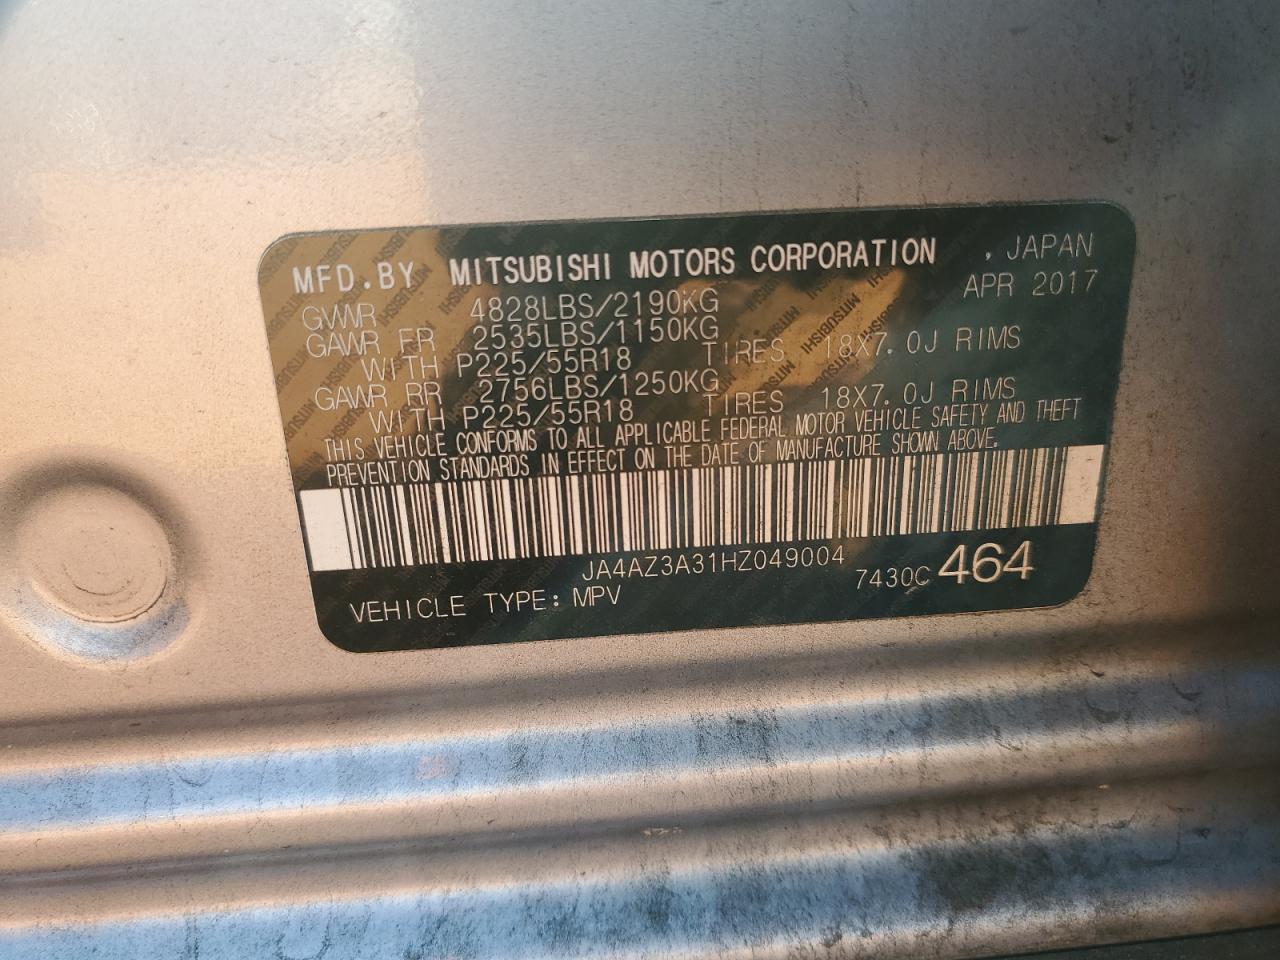 MFD.BY MITSUBISHI MOTORS CORPORATION , JAPAN
APR 2017
GVWR 4828LBS/2190KG
GAWR FR 2535LBS/1150KG
WITH P225/55R18 TIRES 18X7.0J RIMS
GAWR RR 2756LBS/1250KG
WITH P225/55R18 TIRES 18X7.0J RIMS
THIS VEHICLE CONFORMS TO ALL APPLICABLE FEDERAL MOTOR VEHICLE SAFETY AND THEFT
PREVENTION STANDARDS IN EFFECT ON THE DATE OF MANUFACTURE SHOWN ABOVE.
JA4AZ3A31HZ049004
VEHICLE TYPE: MPV 7430C 464